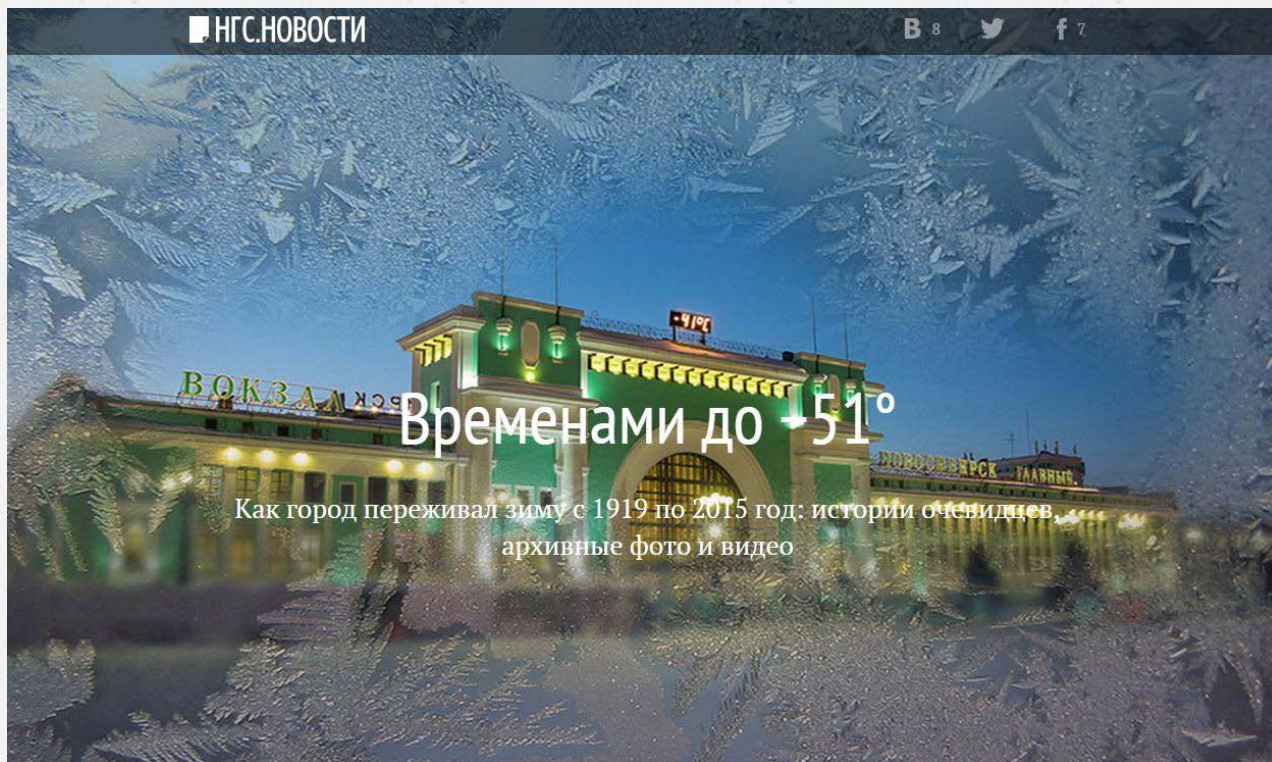 НГС.НОВОСТИ
В 8 f 7
-41°C
ВОКЗАЛ
Временами до –51°
НОВОСИБИРСК ГЛАВНЫЙ
Как город переживал зиму с 1919 по 2015 год: истории очевидцев,
архивные фото и видео